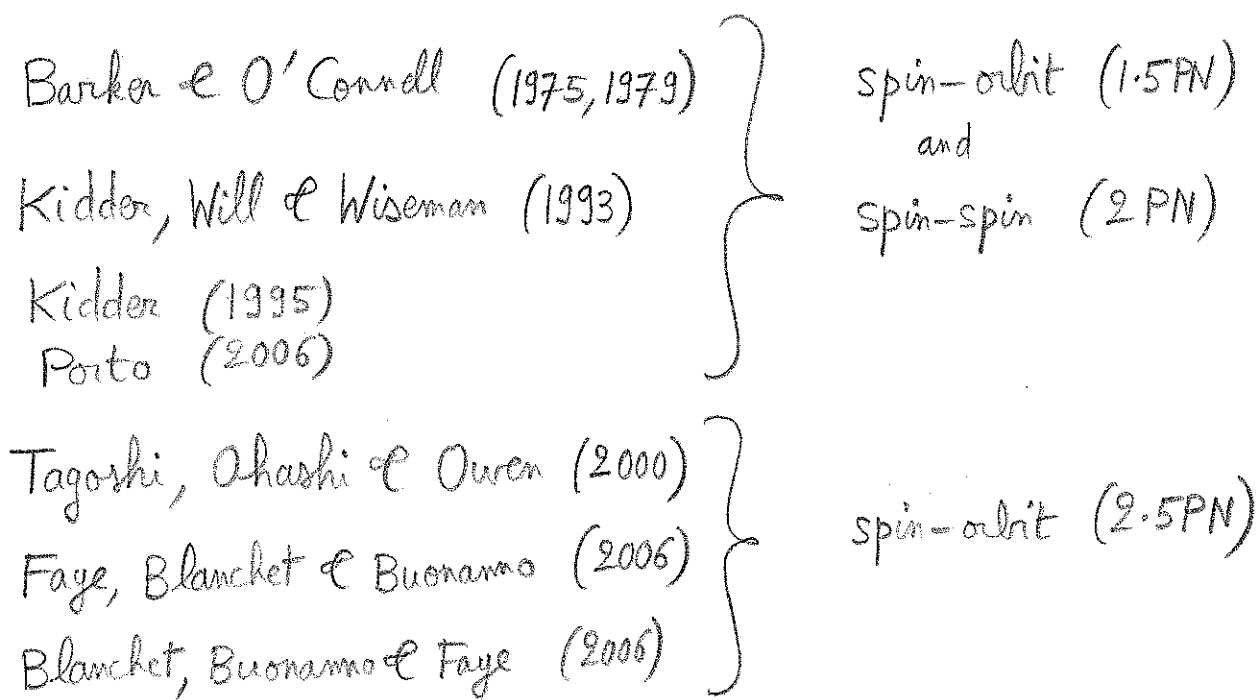 Barker & O'Connell (1975, 1979)
Kidder, Will & Wiseman (1993)
Kidder (1995)
Porto (2006)
spin-orbit (1.5PN)
and
spin-spin (2PN)
Tagoshi, Ohashi & Owen (2000)
Faye, Blanchet & Buonanno (2006)
Blanchet, Buonanno & Faye (2006)
spin-orbit (2.5PN)